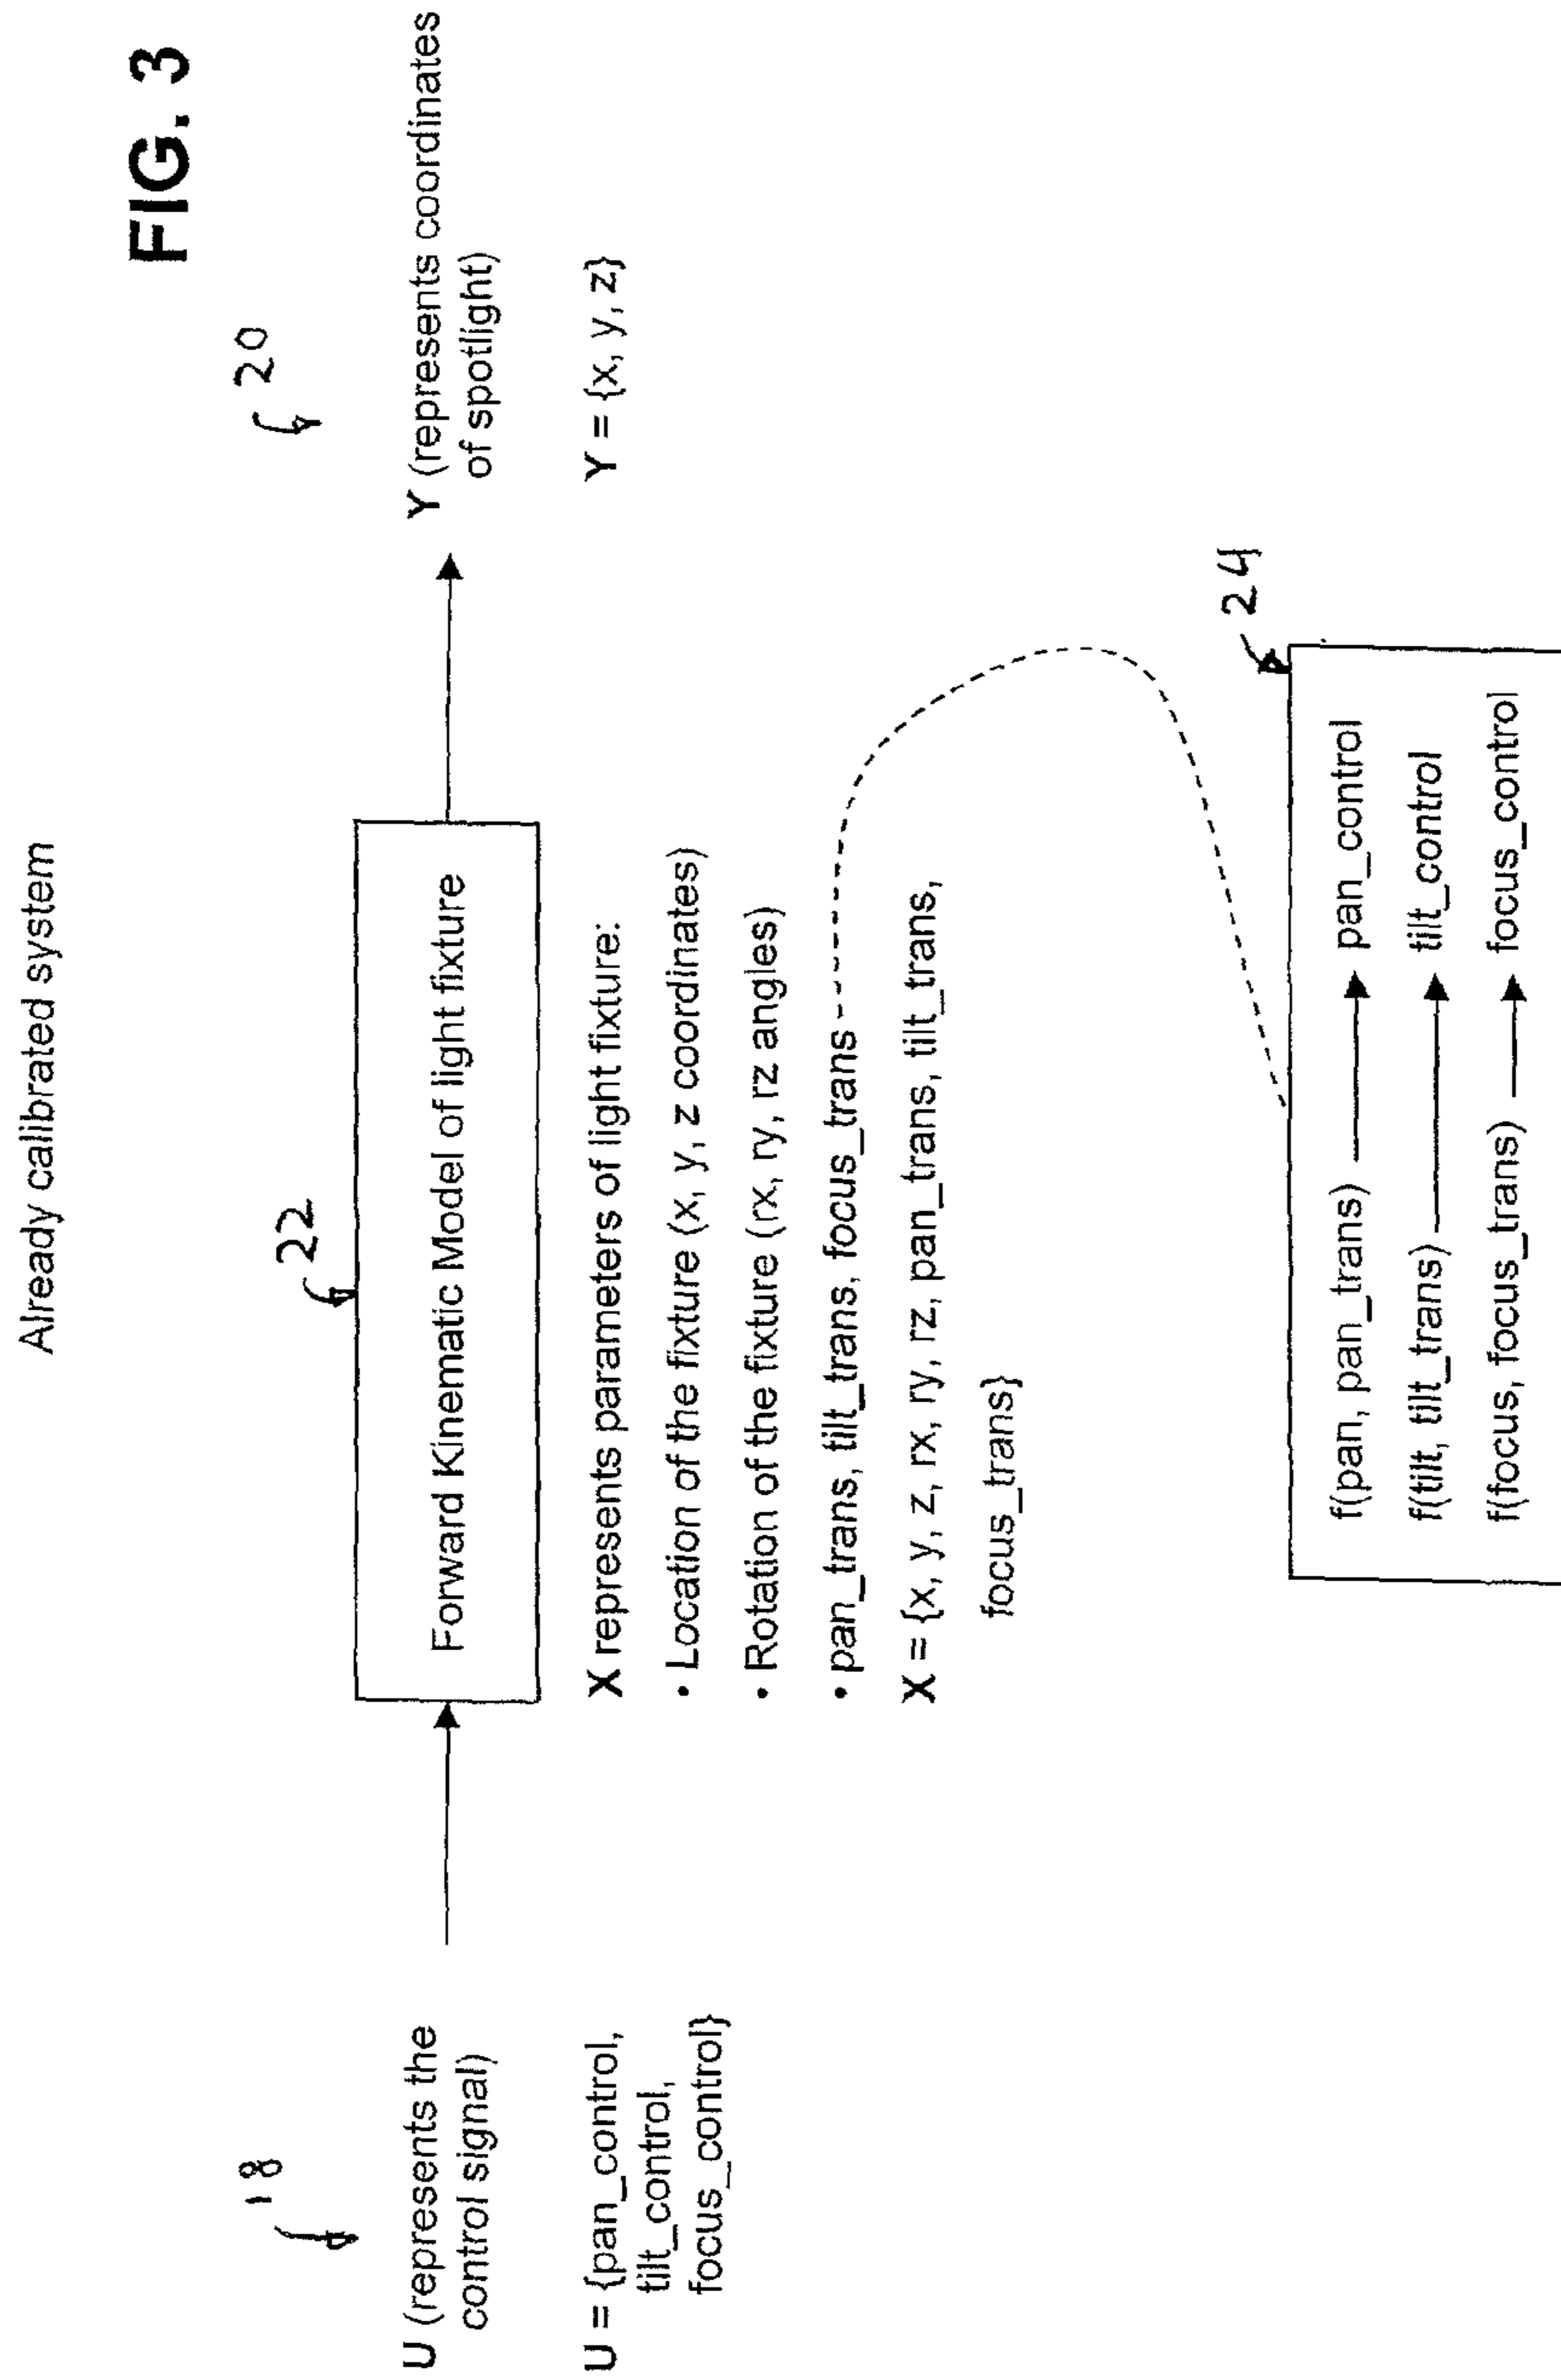 Already calibrated system
FIG. 3
18
22
20
U (represents the
control signal)
Forward Kinematic Model of light fixture
Y (represents coordinates
of spotlight)
U = {pan_control,
tilt_control,
focus_control}
Y = {x, y, z}
X represents parameters of light fixture:
• Location of the fixture (x, y, z coordinates)
• Rotation of the fixture (rx, ry, rz angles)
• pan_trans, tilt_trans, focus_trans
X = {x, y, z, rx, ry, rz, pan_trans, tilt_trans,
focus_trans}
24
f(pan, pan_trans) → pan_control
f(tilt, tilt_trans) → tilt_control
f(focus, focus_trans) → focus_control